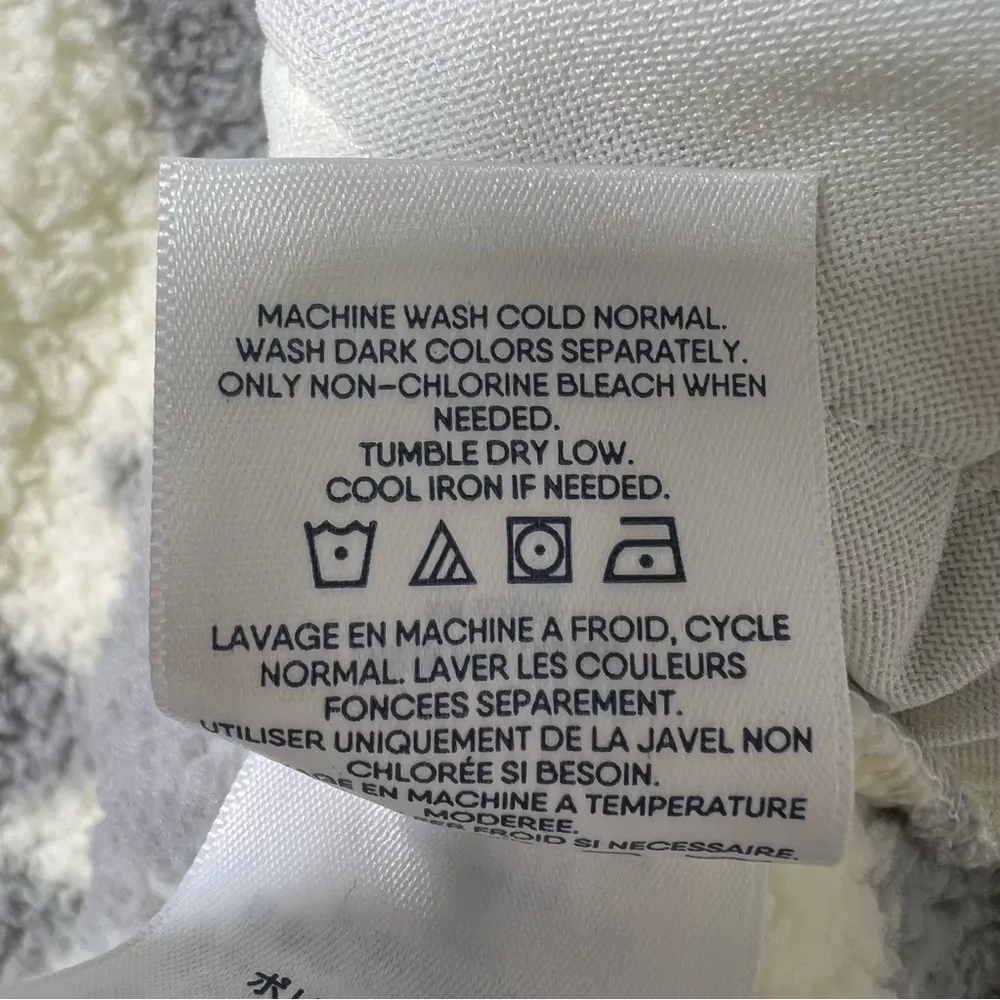 MACHINE WASH COLD NORMAL.
WASH DARK COLORS SEPARATELY.
ONLY NON-CHLORINE BLEACH WHEN
NEEDED.
TUMBLE DRY LOW.
COOL IRON IF NEEDED.
LAVAGE EN MACHINE A FROID, CYCLE
NORMAL. LAVER LES COULEURS
FONCEES SEPAREMENT.
UTILISER UNIQUEMENT DE LA JAVEL NON
CHLORÉE SI BESOIN.
EN MACHINE A TEMPERATURE
MODEREE.
FROID SI NECESSAIRE.